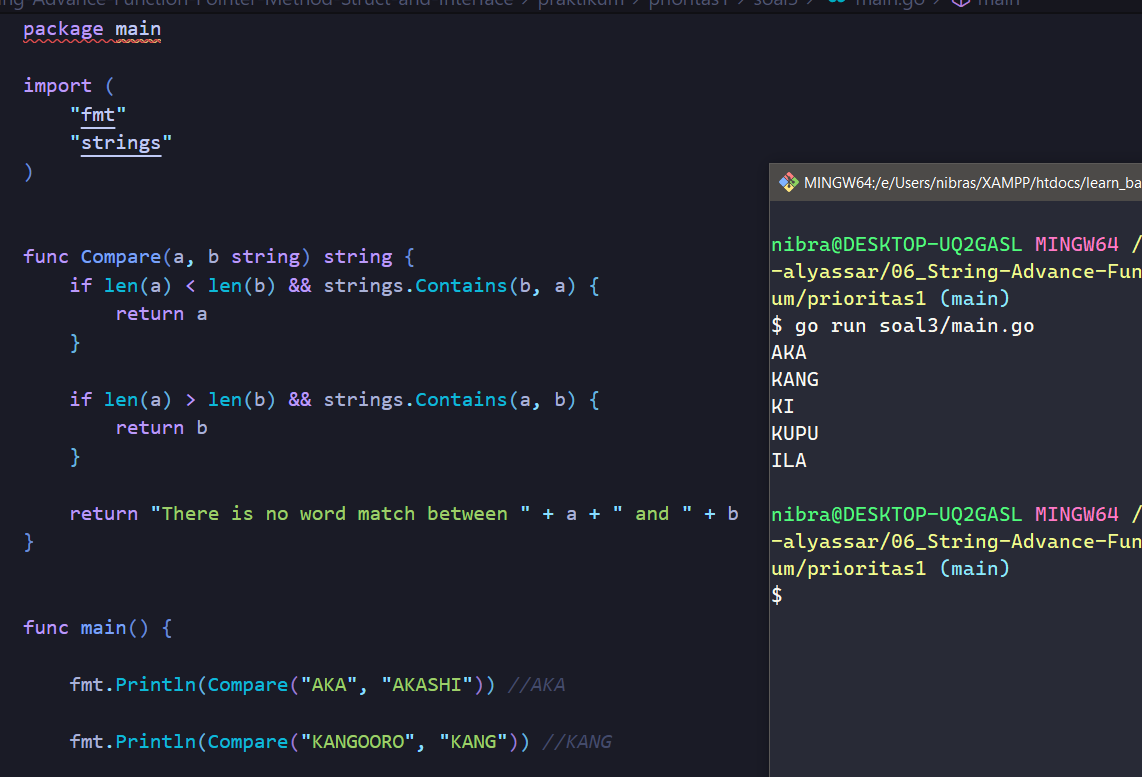 ing-Advance-Function-Pointer-Method-Struct-and-Interface > praktikum > prioritas1 > soal3 > main.go > main
package main
import (
"fmt"
"strings"
)
func Compare(a, b string) string {
if len(a) < len(b) && strings.Contains(b, a) {
return a
}
if len(a) > len(b) && strings.Contains(a, b) {
return b
}
return "There is no word match between " + a + " and " + b
}
func main() {
fmt.Println(Compare("AKA", "AKASHI")) //AKA
fmt.Println(Compare("KANGOORO", "KANG")) //KANG
MINGW64:/e/Users/nibras/XAMPP/htdocs/learn_ba
nibra@DESKTOP-UQ2GASL MINGW64 /
-alyassar/06_String-Advance-Fun
um/prioritas1 (main)
$ go run soal3/main.go
AKA
KANG
KI
KUPU
ILA
nibra@DESKTOP-UQ2GASL MINGW64 /
-alyassar/06_String-Advance-Fun
um/prioritas1 (main)
$